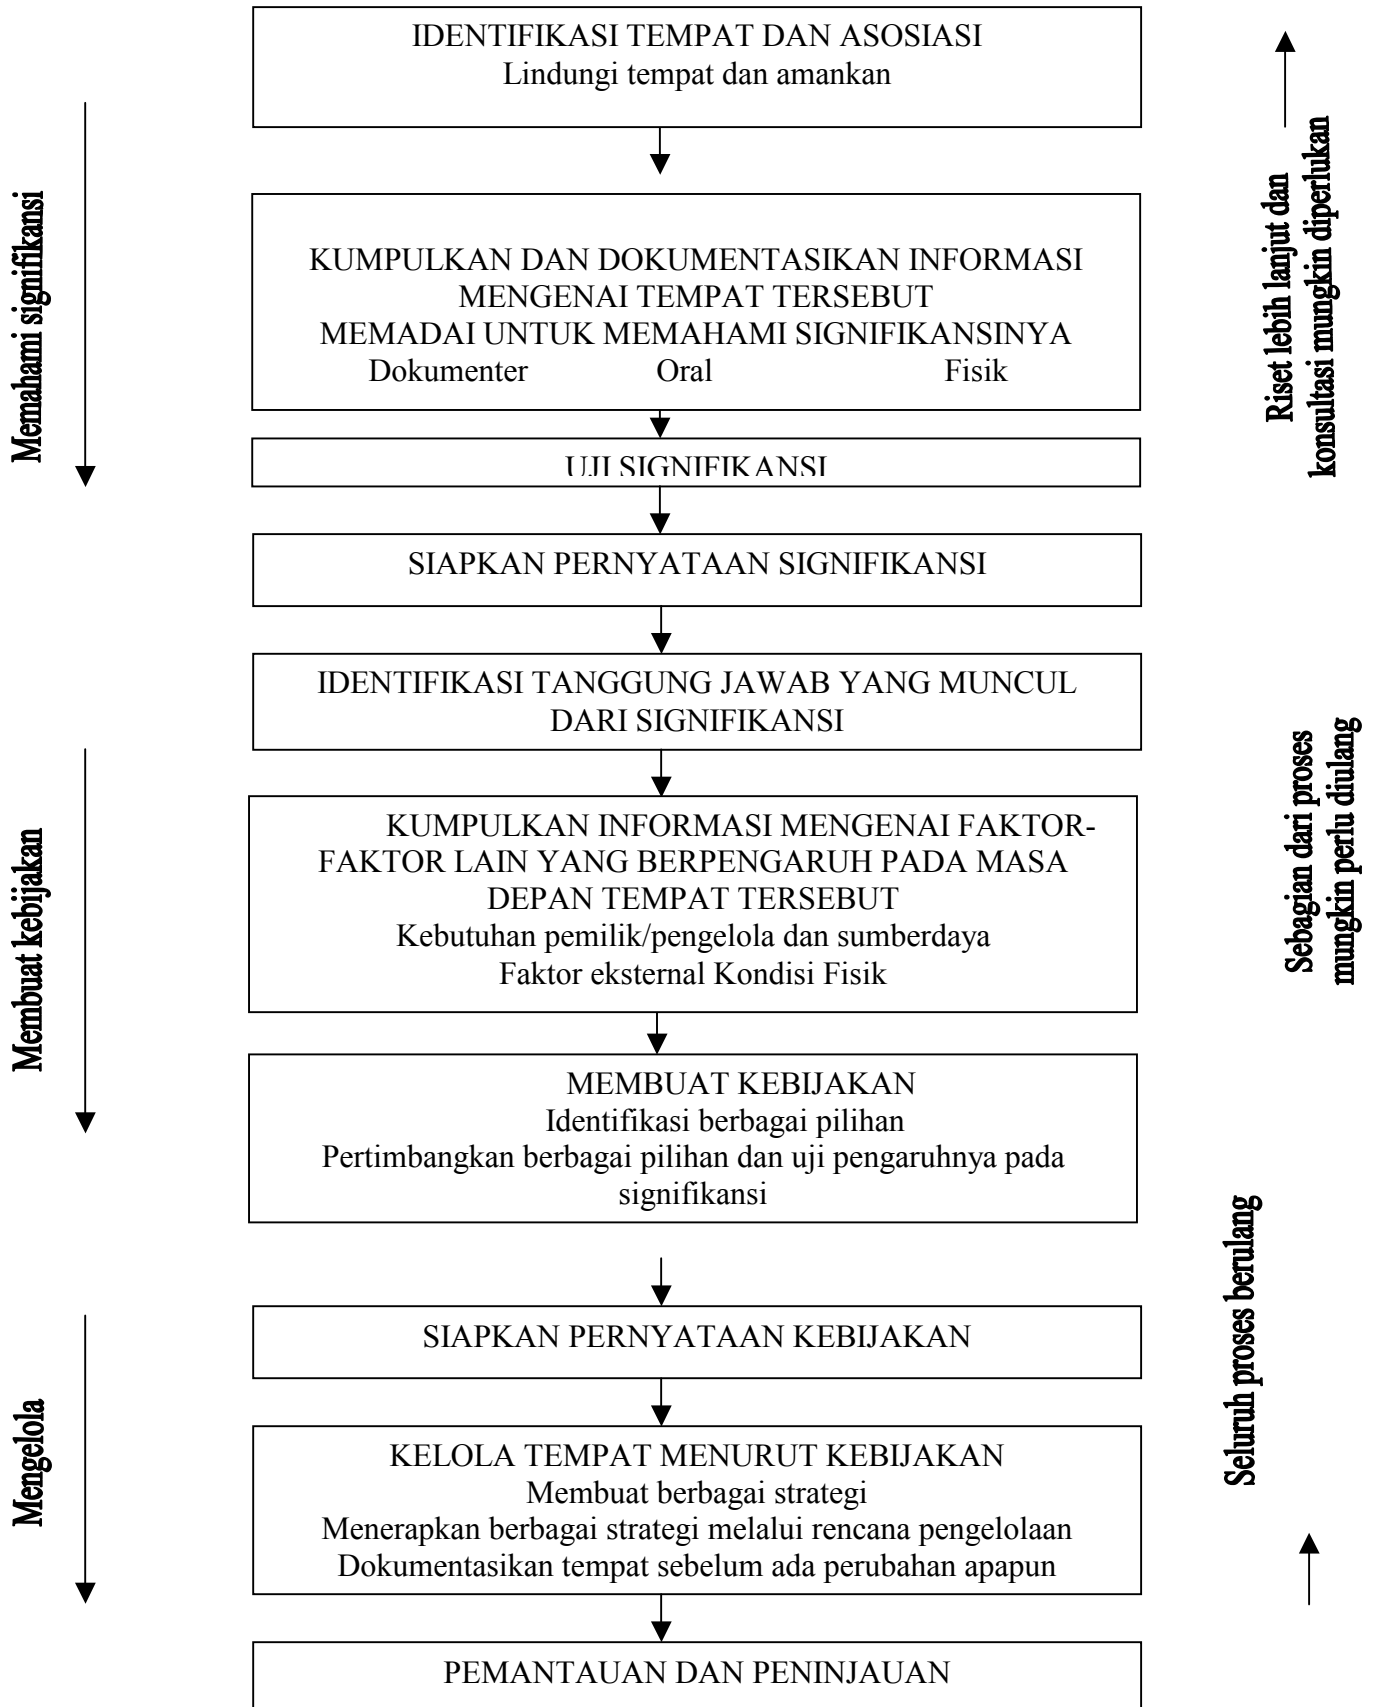 IDENTIFIKASI TEMPAT DAN ASOSIASI
Lindungi tempat dan amankan
KUMPULKAN DAN DOKUMENTASIKAN INFORMASI
MENGENAI TEMPAT TERSEBUT
MEMADAI UNTUK MEMAHAMI SIGNIFIKANSINYA
Dokumenter Oral Fisik
UJI SIGNIFIKANSI
SIAPKAN PERNYATAAN SIGNIFIKANSI
IDENTIFIKASI TANGGUNG JAWAB YANG MUNCUL
DARI SIGNIFIKANSI
KUMPULKAN INFORMASI MENGENAI FAKTOR-
FAKTOR LAIN YANG BERPENGARUH PADA MASA
DEPAN TEMPAT TERSEBUT
Kebutuhan pemilik/pengelola dan sumberdaya
Faktor eksternal Kondisi Fisik
MEMBUAT KEBIJAKAN
Identifikasi berbagai pilihan
Pertimbangkan berbagai pilihan dan uji pengaruhnya pada
signifikansi
SIAPKAN PERNYATAAN KEBIJAKAN
KELOLA TEMPAT MENURUT KEBIJAKAN
Membuat berbagai strategi
Menerapkan berbagai strategi melalui rencana pengelolaan
Dokumentasikan tempat sebelum ada perubahan apapun
PEMANTAUAN DAN PENINJAUAN
Memahami signifikansi
Membuat kebijakan
Mengelola
Riset lebih lanjut dan
konsultasi mungkin diperlukan
Sebagian dari proses
mungkin perlu diulang
Seluruh proses berulang